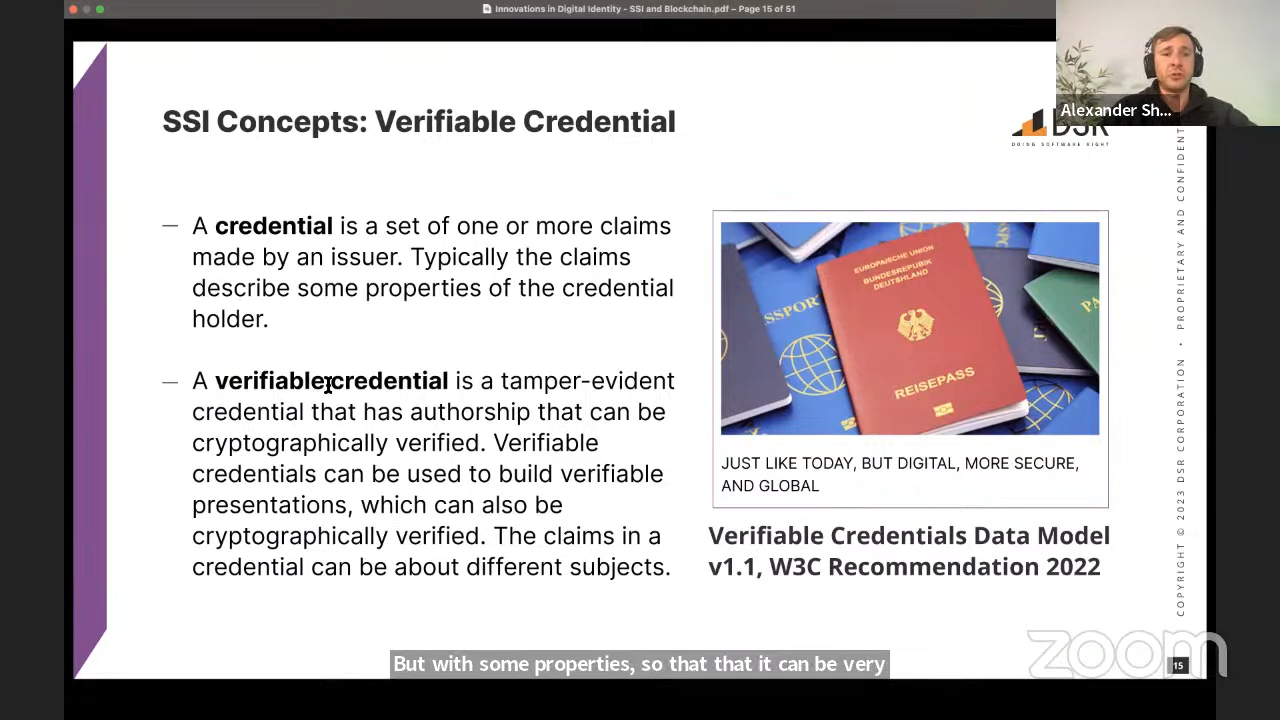 Innovations in Digital Identity - SSI and Blockchain.pdf – Page 15 of 51
Alexander Sh...
SSI Concepts: Verifiable Credential
DSR
DOING SOFTWARE RIGHT
— A credential is a set of one or more claims
made by an issuer. Typically the claims
describe some properties of the credential
holder.
— A verifiable credential is a tamper-evident
credential that has authorship that can be
cryptographically verified. Verifiable
credentials can be used to build verifiable
presentations, which can also be
cryptographically verified. The claims in a
credential can be about different subjects.
EUROPÄISCHE UNION
BUNDESREPUBLIK
DEUTSHLAND
REISEPASS
JUST LIKE TODAY, BUT DIGITAL, MORE SECURE,
AND GLOBAL
Verifiable Credentials Data Model
v1.1, W3C Recommendation 2022
COPYRIGHT © 2023 DSR CORPORATION • PROPRIETARY AND CONFIDENT
But with some properties, so that that it can be very
zoom
15